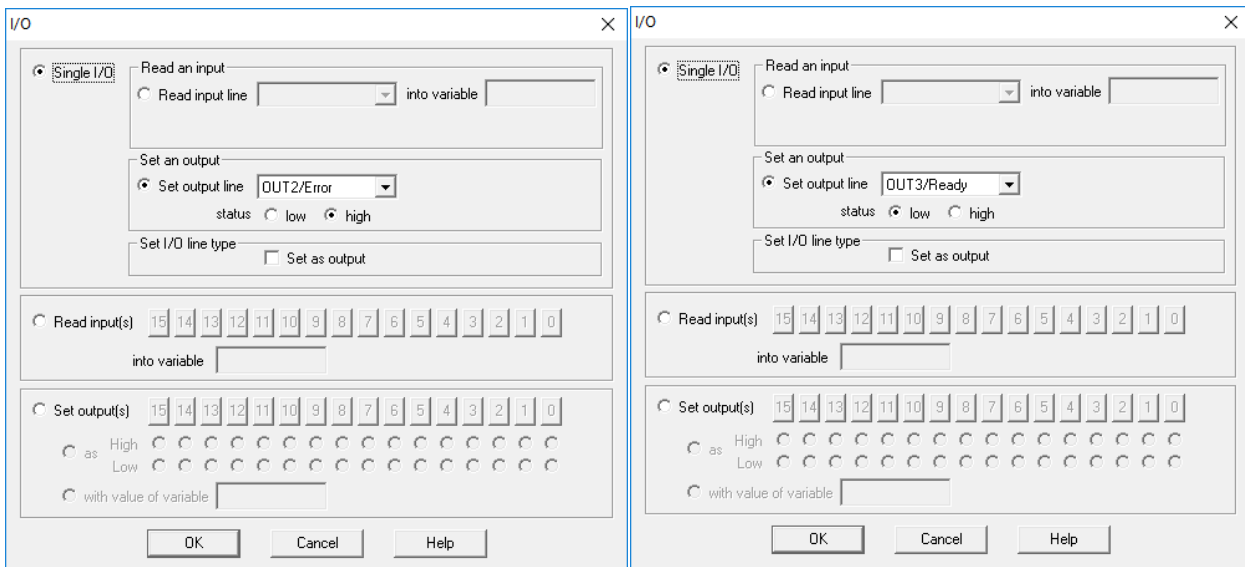 I/O
Single I/O
Read an input
Read input line
into variable
Set an output
Set output line OUT2/Error
status low high
Set I/O line type
Set as output
Read input(s) 15 14 13 12 11 10 9 8 7 6 5 4 3 2 1 0
into variable
Set output(s) 15 14 13 12 11 10 9 8 7 6 5 4 3 2 1 0
as High
Low
with value of variable
OK Cancel Help
I/O
Single I/O
Read an input
Read input line
into variable
Set an output
Set output line OUT3/Ready
status low high
Set I/O line type
Set as output
Read input(s) 15 14 13 12 11 10 9 8 7 6 5 4 3 2 1 0
into variable
Set output(s) 15 14 13 12 11 10 9 8 7 6 5 4 3 2 1 0
as High
Low
with value of variable
OK Cancel Help